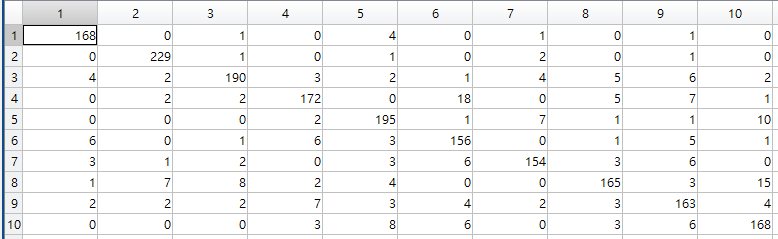 1 2 3 4 5 6 7 8 9 10
1 168 0 1 0 4 0 1 0 1 0
2 0 229 1 0 1 0 2 0 1 0
3 4 2 190 3 2 1 4 5 6 2
4 0 2 2 172 0 18 0 5 7 1
5 0 0 0 2 195 1 7 1 1 10
6 6 0 1 6 3 156 0 1 5 1
7 3 1 2 0 3 6 154 3 6 0
8 1 7 8 2 4 0 0 165 3 15
9 2 2 2 7 3 4 2 3 163 4
10 0 0 0 3 8 6 0 3 6 168